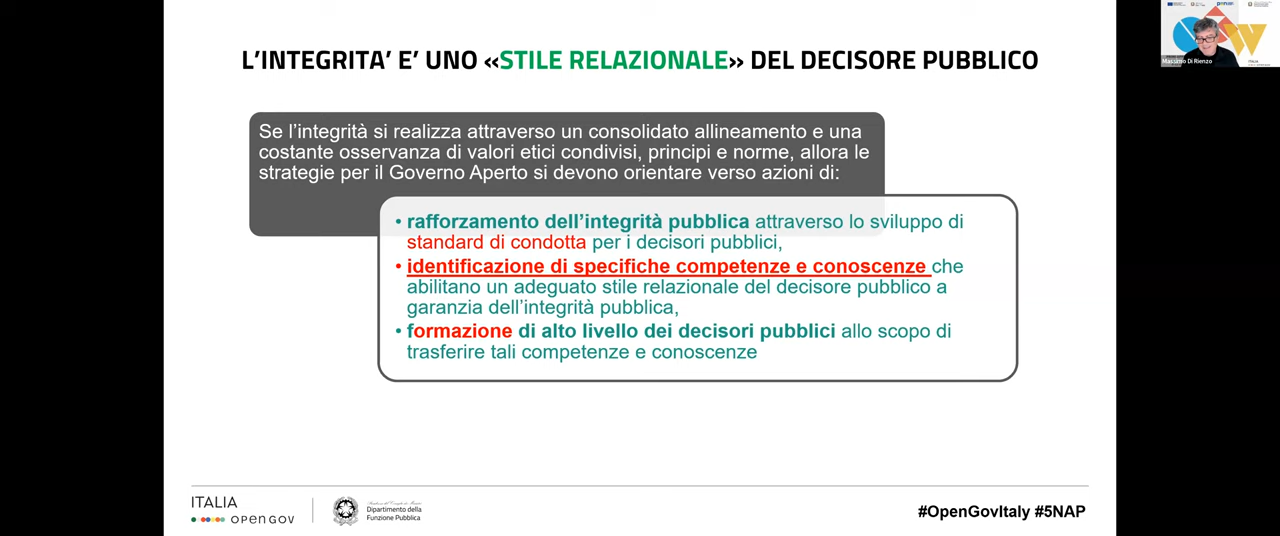 L’INTEGRITA’ E’ UNO «STILE RELAZIONALE» DEL DECISORE PUBBLICO
Massimo Di Rienzo
Se l’integrità si realizza attraverso un consolidato allineamento e una
costante osservanza di valori etici condivisi, principi e norme, allora le
strategie per il Governo Aperto si devono orientare verso azioni di:
• rafforzamento dell’integrità pubblica attraverso lo sviluppo di
standard di condotta per i decisori pubblici,
• identificazione di specifiche competenze e conoscenze che
abilitano un adeguato stile relazionale del decisore pubblico a
garanzia dell’integrità pubblica,
• formazione di alto livello dei decisori pubblici allo scopo di
trasferire tali competenze e conoscenze
ITALIA
OPEN GOV
Dipartimento della
Funzione Pubblica
#OpenGovItaly #5NAP